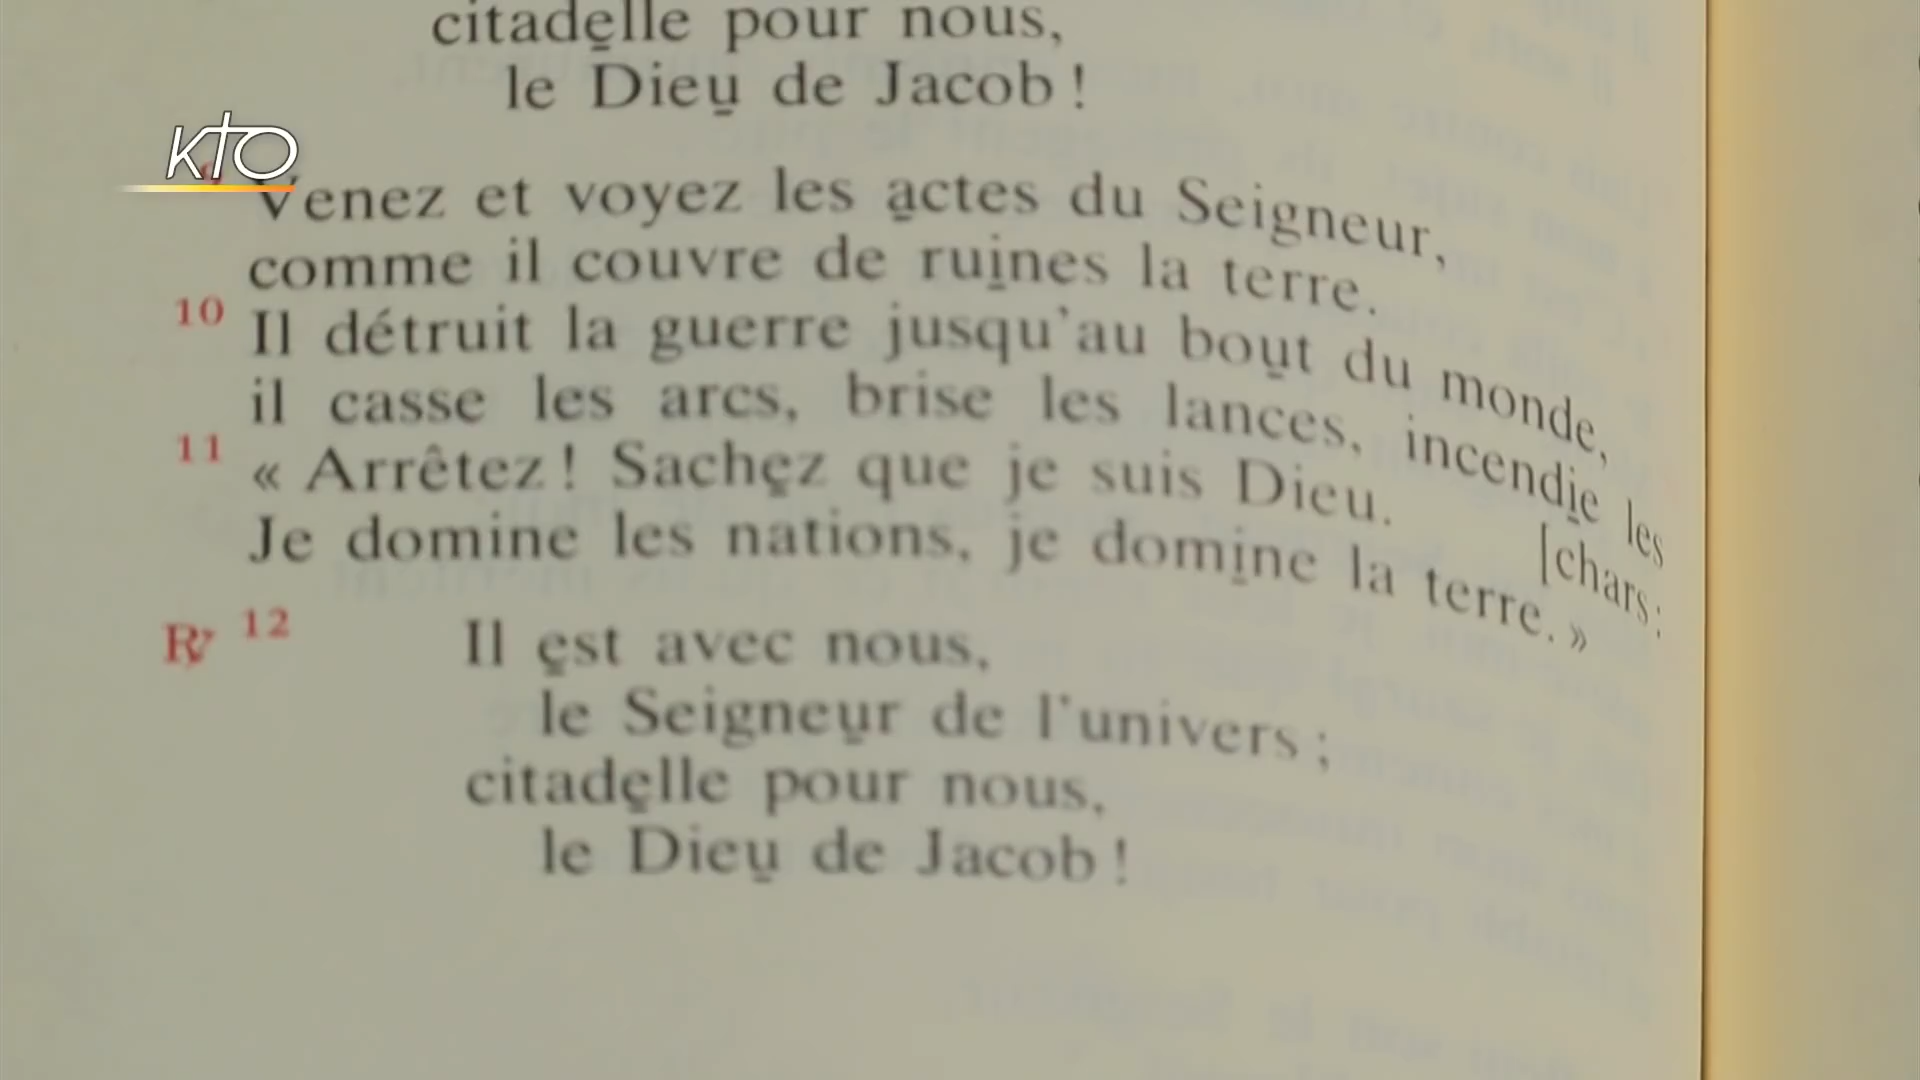 citadelle pour nous,
le Dieu de Jacob !
KTO
9 Venez et voyez les actes du Seigneur,
comme il couvre de ruines la terre.
10 Il détruit la guerre jusqu'au bout du monde,
il casse les arcs, brise les lances, incendie les
[chars ;
11 « Arrêtez ! Sachez que je suis Dieu.
Je domine les nations, je domine la terre. »
℟ 12 Il est avec nous,
le Seigneur de l'univers ;
citadelle pour nous,
le Dieu de Jacob !